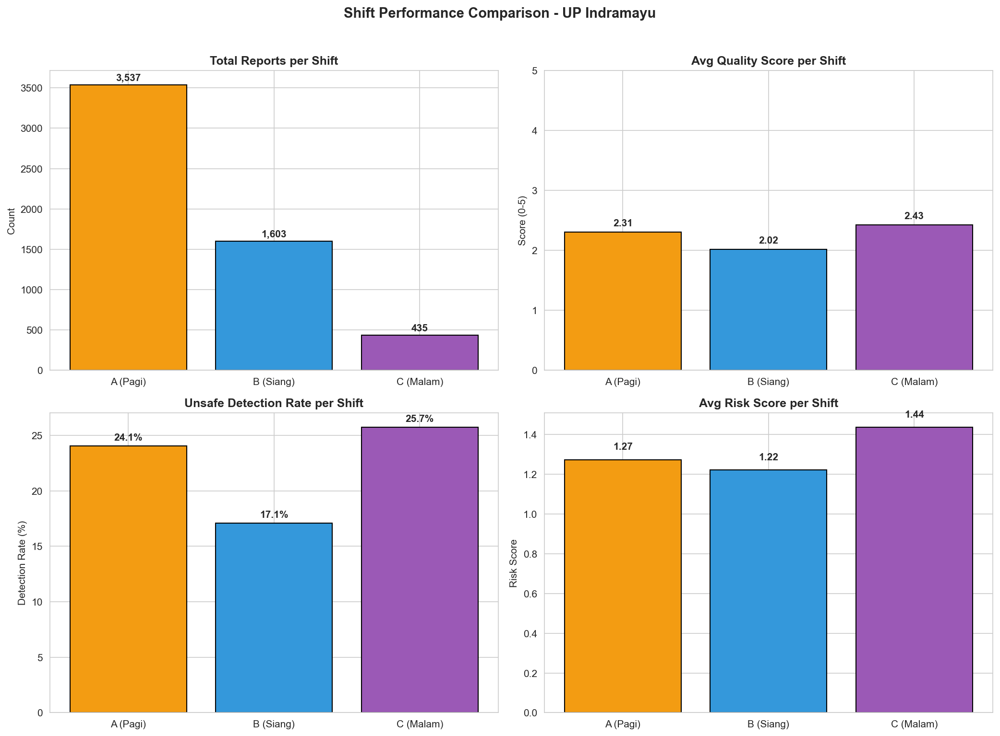 Shift Performance Comparison - UP Indramayu
Total Reports per Shift
Count
3500
3000
2500
2000
1500
1000
500
0
3,537
1,603
435
A (Pagi)
B (Siang)
C (Malam)
Avg Quality Score per Shift
Score (0-5)
5
4
3
2
1
0
2.31
2.02
2.43
A (Pagi)
B (Siang)
C (Malam)
Unsafe Detection Rate per Shift
Detection Rate (%)
25
20
15
10
5
0
24.1%
17.1%
25.7%
A (Pagi)
B (Siang)
C (Malam)
Avg Risk Score per Shift
Risk Score
1.4
1.2
1.0
0.8
0.6
0.4
0.2
0.0
1.27
1.22
1.44
A (Pagi)
B (Siang)
C (Malam)